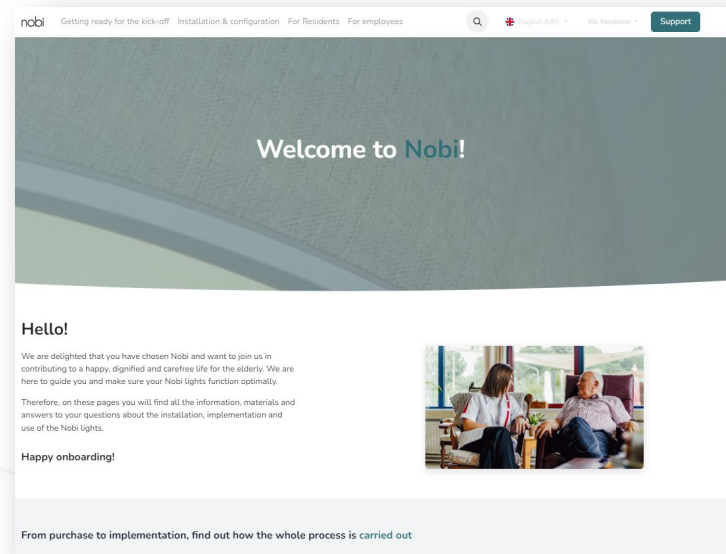 nobi Getting ready for the kick-off Installation & configuration For Residents For employees English (UK) Support
Welcome to Nobi!
Hello!
We are delighted that you have chosen Nobi and want to join us in
contributing to a happy, dignified and carefree life for the elderly. We are
here to guide you and make sure your Nobi lights function optimally.
Therefore, on these pages you will find all the information, materials and
answers to your questions about the installation, implementation and
use of the Nobi lights.
Happy onboarding!
From purchase to implementation, find out how the whole process is carried out